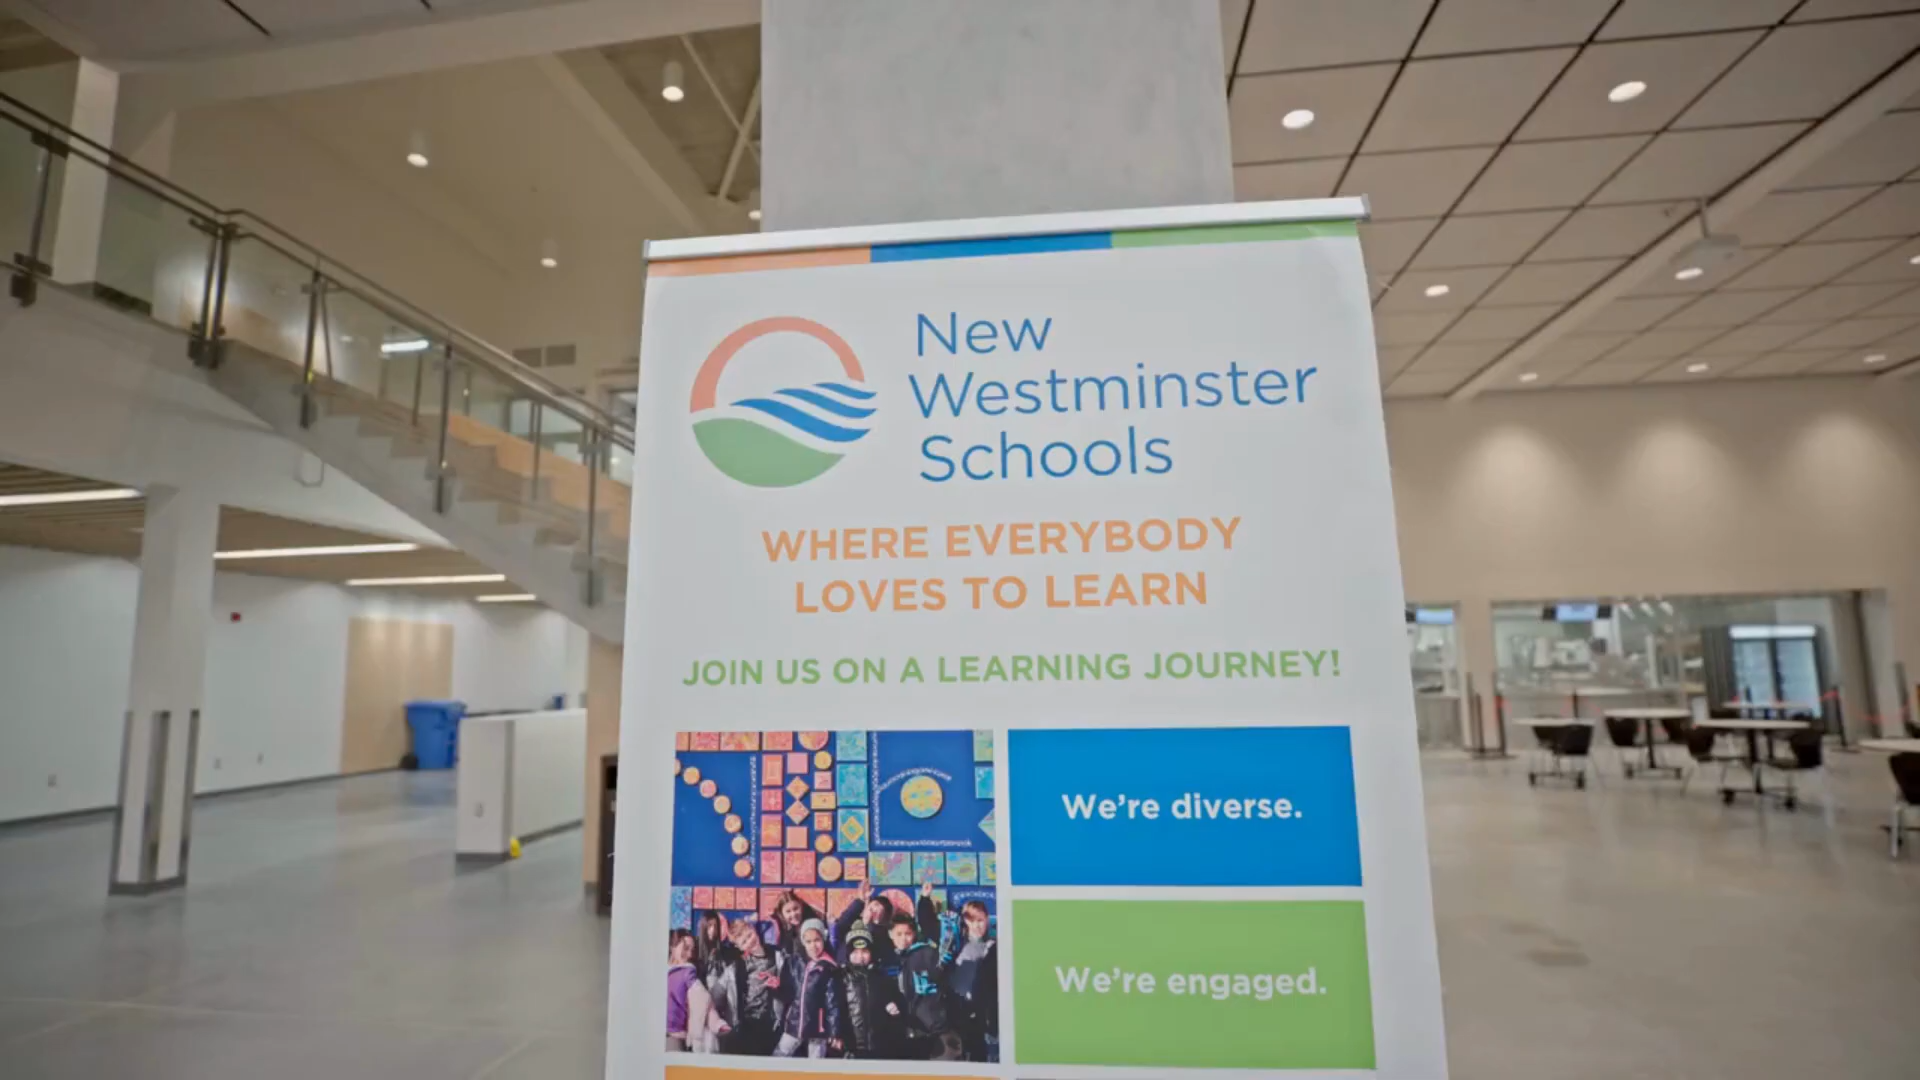 New
Westminster
Schools
WHERE EVERYBODY
LOVES TO LEARN
JOIN US ON A LEARNING JOURNEY!
We're diverse.
We're engaged.